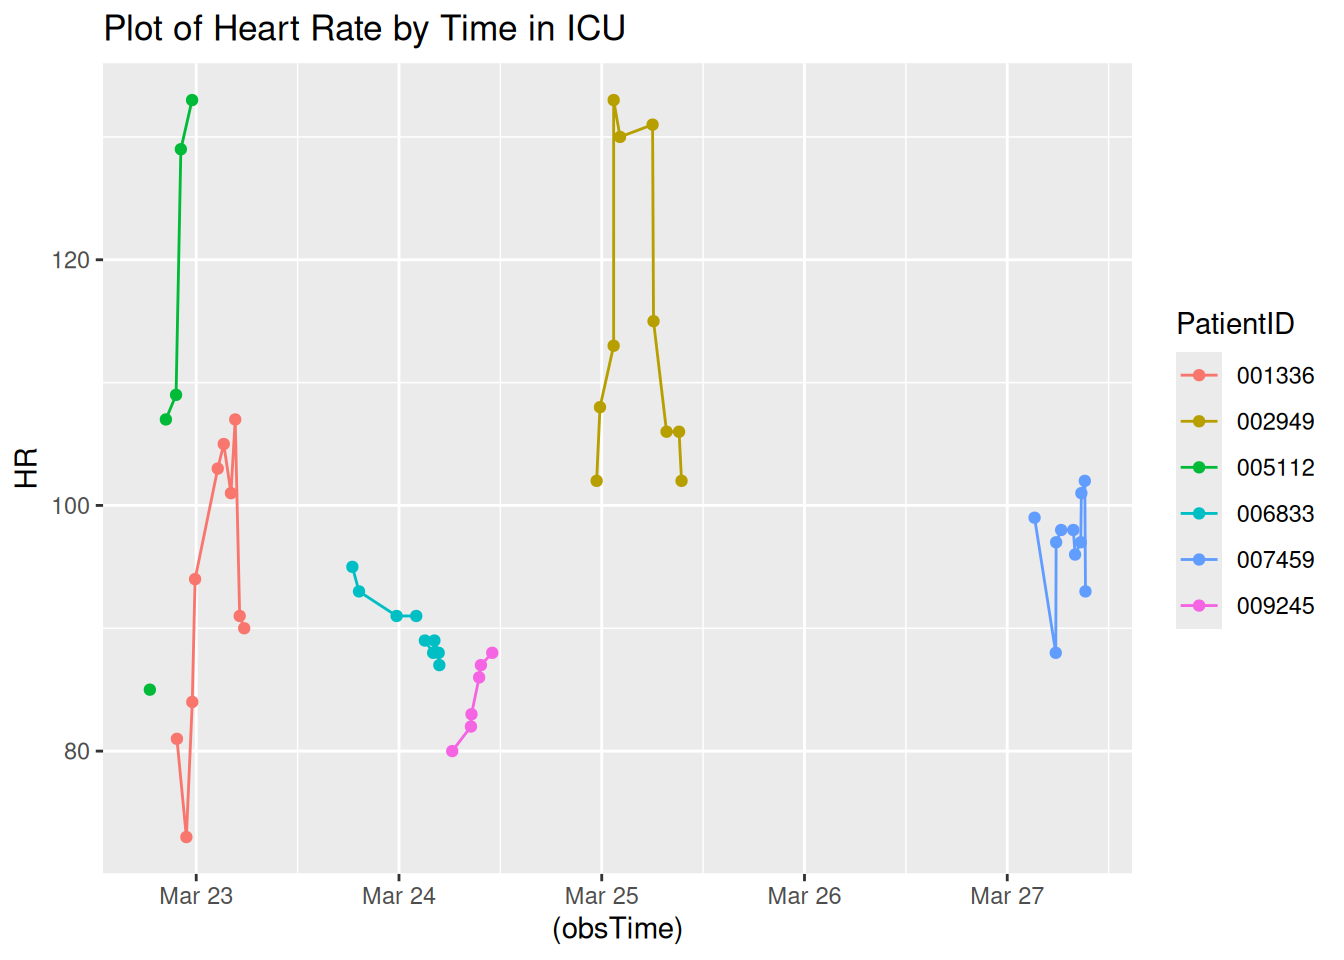 Plot of Heart Rate by Time in ICU
HR
120
100
80
Mar 23
Mar 24
Mar 25
Mar 26
Mar 27
(obsTime)
PatientID
001336
002949
005112
006833
007459
009245